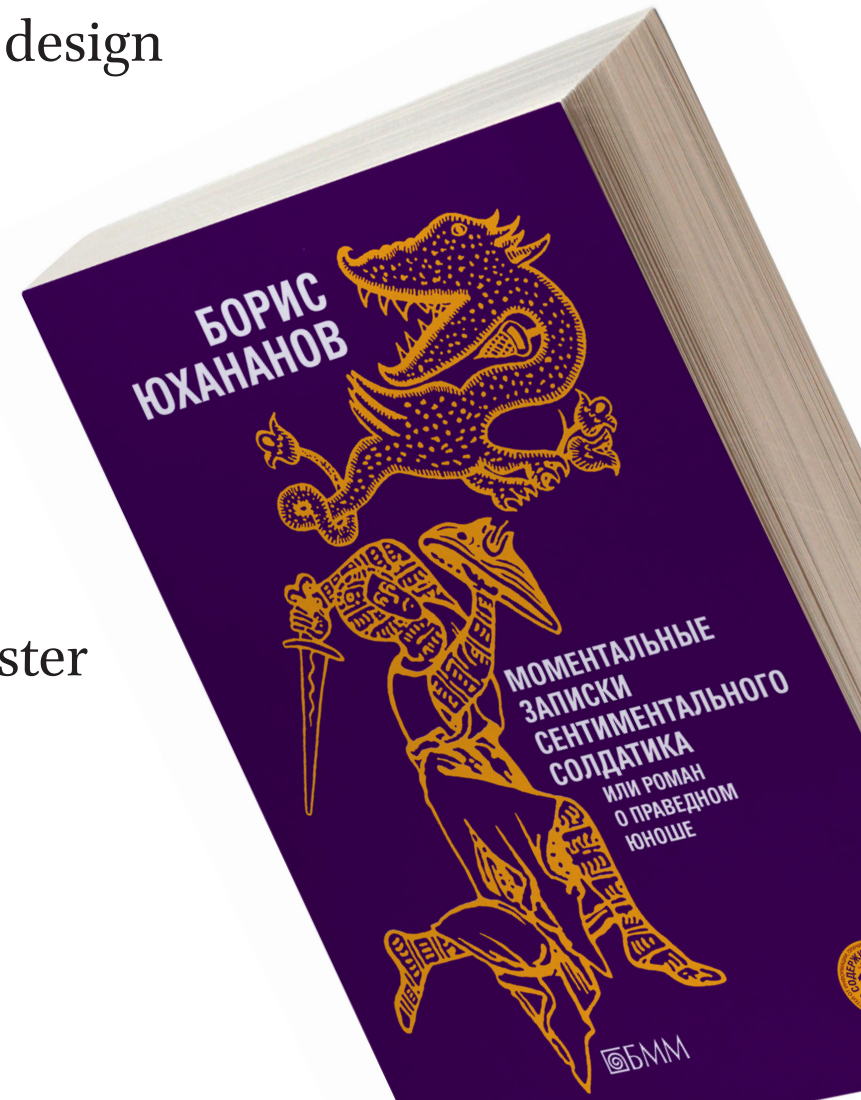 design
БОРИС
ЮХАНАНОВ
ster
МОМЕНТАЛЬНЫЕ
ЗАПИСКИ
СЕНТИМЕНТАЛЬНОГО
СОЛДАТИКА
ИЛИ РОМАН
О ПРАВЕДНОМ
ЮНОШЕ
БММ